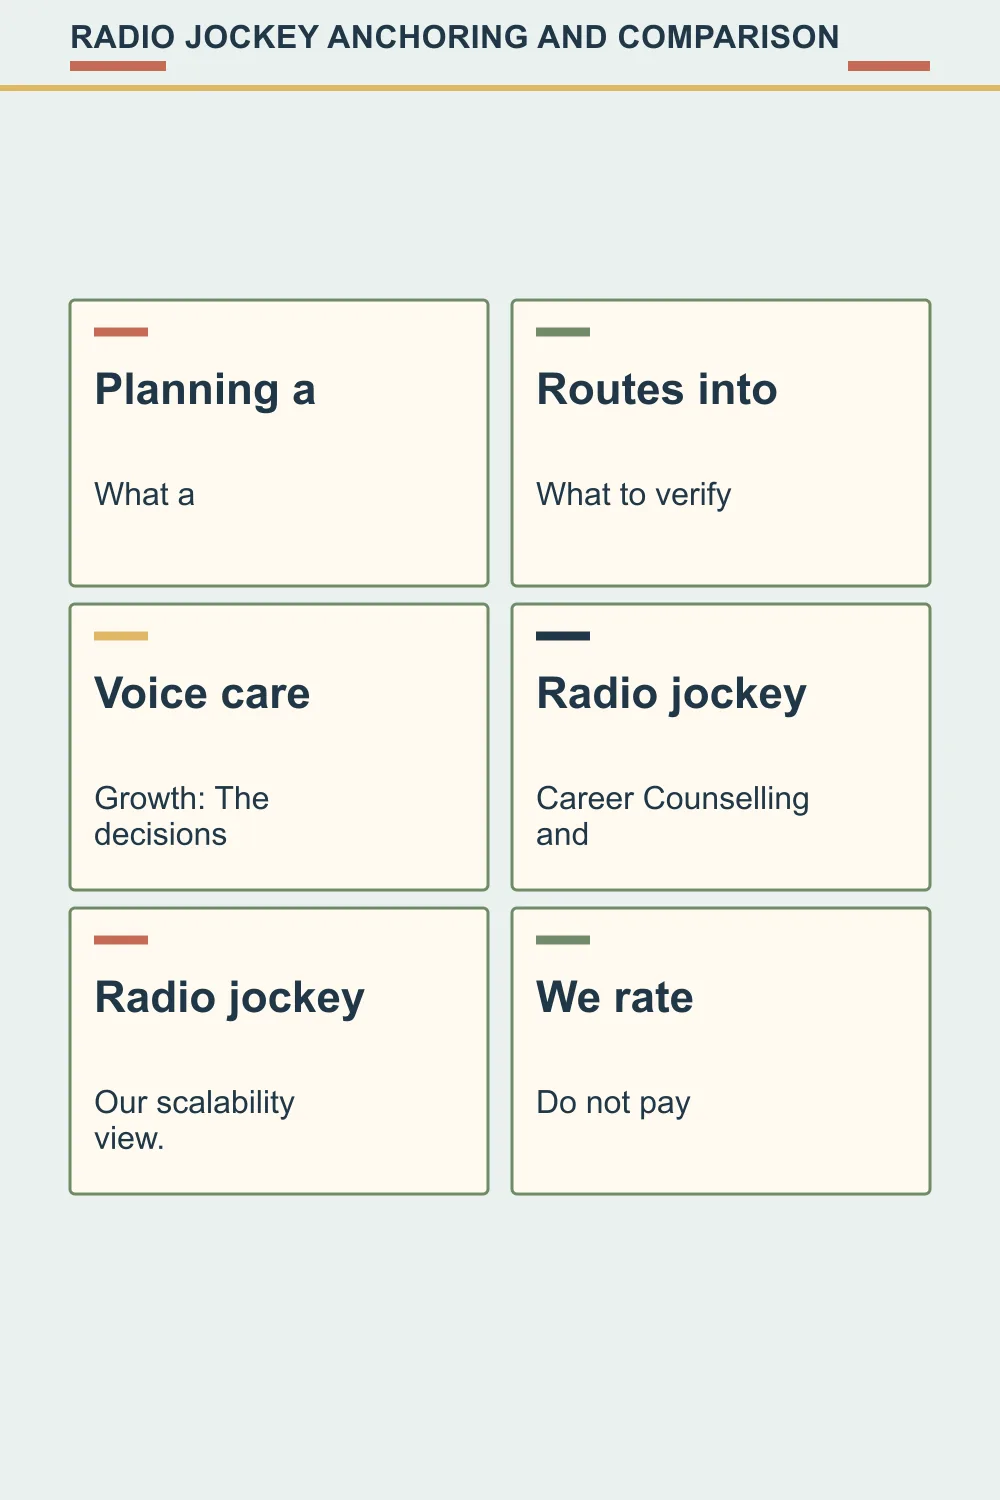 RADIO JOCKEY ANCHORING AND COMPARISON
Planning a
What a
Routes into
What to verify
Voice care
Growth: The
decisions
Radio jockey
Career Counselling
and
Radio jockey
Our scalability
view.
We rate
Do not pay